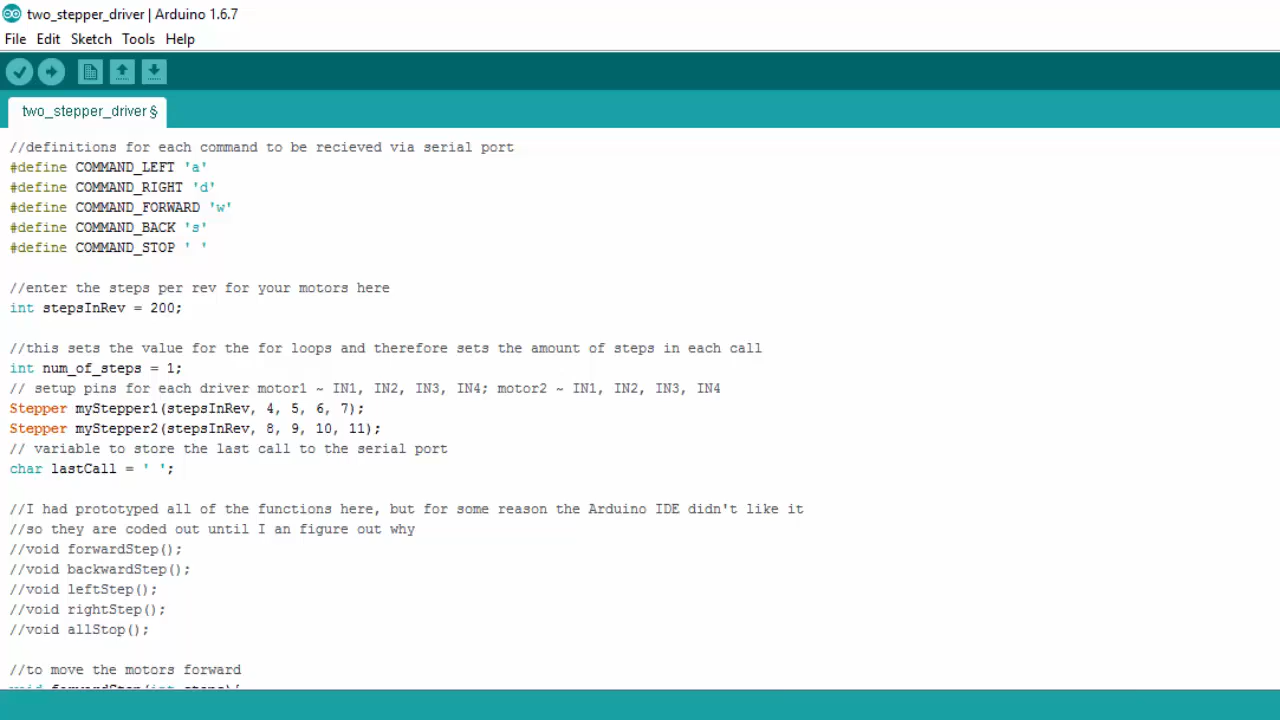 two_stepper_driver | Arduino 1.6.7
File Edit Sketch Tools Help
two_stepper_driver §
//definitions for each command to be recieved via serial port
#define COMMAND_LEFT 'a'
#define COMMAND_RIGHT 'd'
#define COMMAND_FORWARD 'w'
#define COMMAND_BACK 's'
#define COMMAND_STOP ' '
//enter the steps per rev for your motors here
int stepsInRev = 200;
//this sets the value for the for loops and therefore sets the amount of steps in each call
int num_of_steps = 1;
// setup pins for each driver motor1 ~ IN1, IN2, IN3, IN4; motor2 ~ IN1, IN2, IN3, IN4
Stepper myStepper1(stepsInRev, 4, 5, 6, 7);
Stepper myStepper2(stepsInRev, 8, 9, 10, 11);
// variable to store the last call to the serial port
char lastCall = ' ';
//I had prototyped all of the functions here, but for some reason the Arduino IDE didn't like it
//so they are coded out until I an figure out why
//void forwardStep();
//void backwardStep();
//void leftStep();
//void rightStep();
//void allStop();
//to move the motors forward
void forwardStep(int steps){